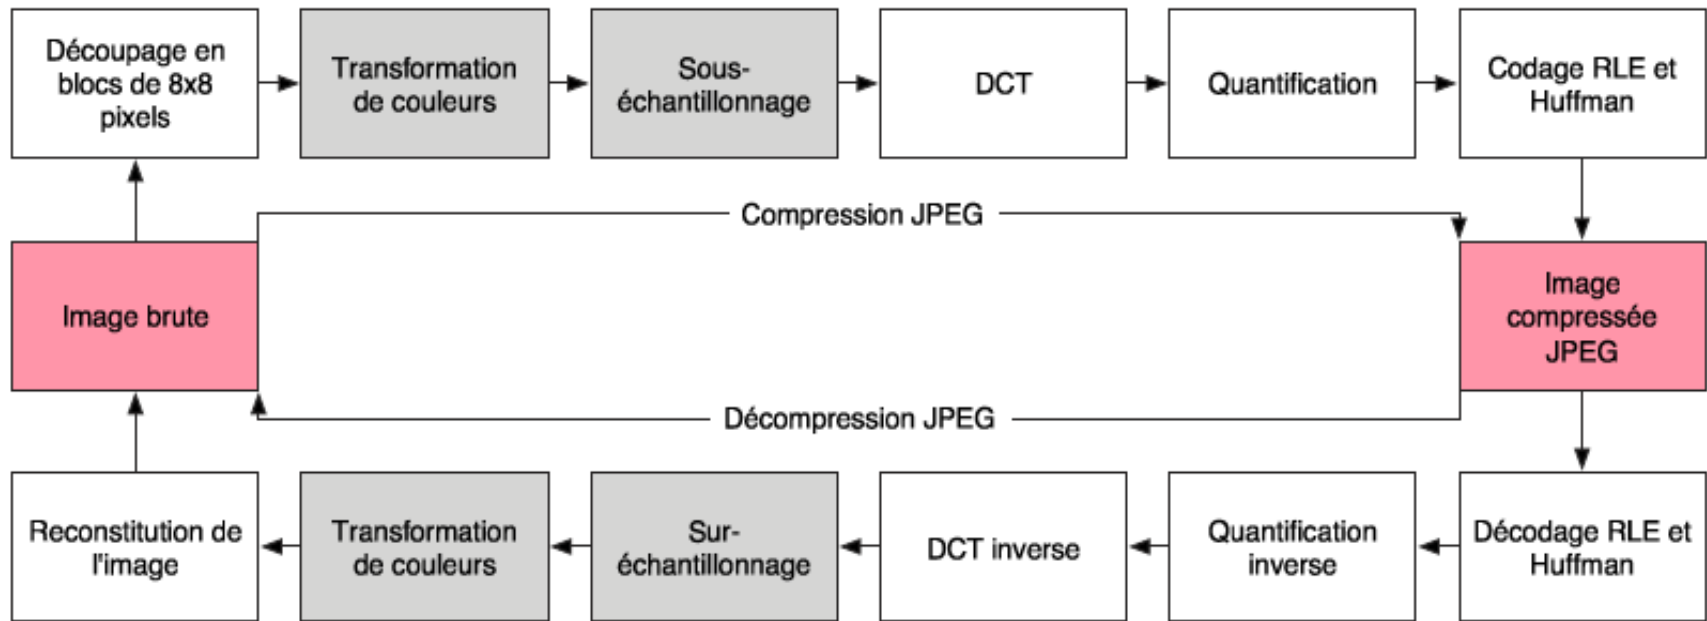 Découpage en
blocs de 8x8
pixels
Transformation
de couleurs
Sous-
échantillonnage
DCT
Quantification
Codage RLE et
Huffman
Compression JPEG
Image brute
Image
compressée
JPEG
Décompression JPEG
Reconstitution de
l'image
Transformation
de couleurs
Sur-
échantillonnage
DCT inverse
Quantification
inverse
Décodage RLE et
Huffman